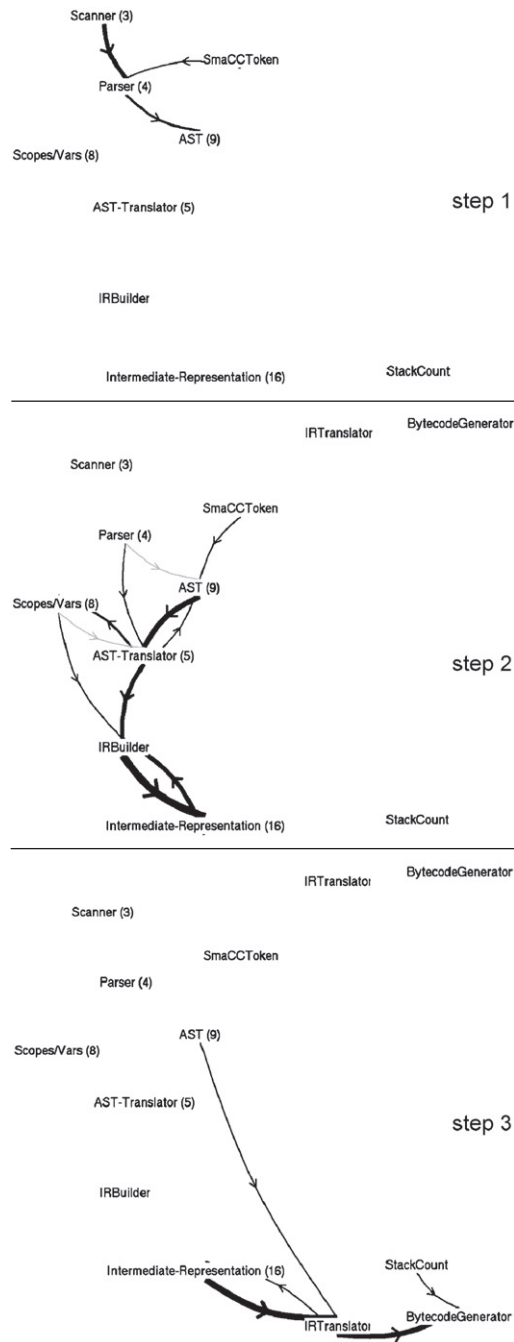 Scanner (3)
SmaCCToken
Parser (4)
AST (9)
Scopes/Vars (8)
AST-Translator (5)
step 1
IRBuilder
StackCount
Intermediate-Representation (16)
BytecodeGenerator
IRTranslator
Scanner (3)
SmaCCToken
Parser (4)
AST (9)
Scopes/Vars (8)
AST-Translator (5)
step 2
IRBuilder
StackCount
Intermediate-Representation (16)
BytecodeGenerator
IRTranslator
Scanner (3)
SmaCCToken
Parser (4)
AST (9)
Scopes/Vars (8)
AST-Translator (5)
step 3
IRBuilder
StackCount
Intermediate-Representation (16)
BytecodeGenerator
IRTranslator